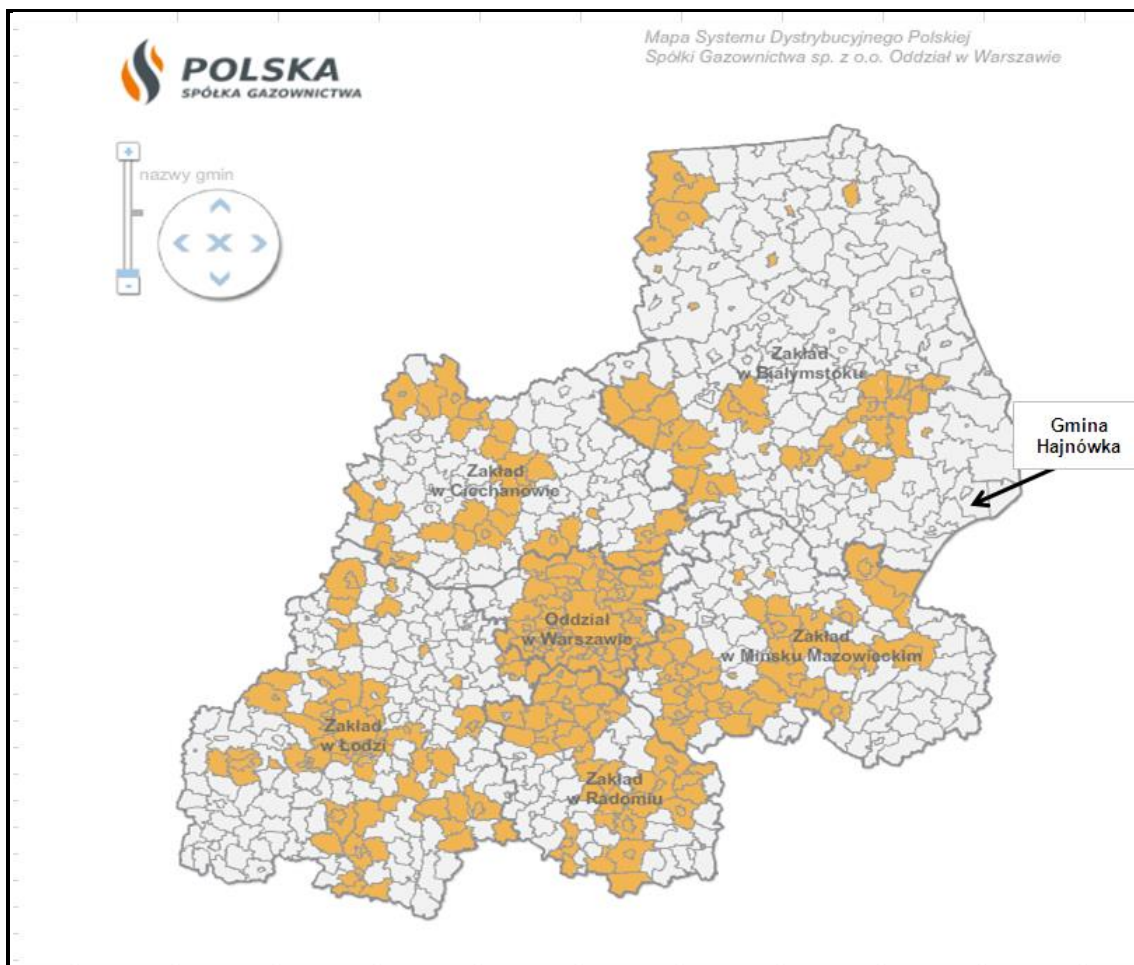 POLSKA
SPÓŁKA GAZOWNICTWA
Mapa Systemu Dystrybucyjnego Polskiej
Spółki Gazownictwa sp. z o.o. Oddział w Warszawie
+
nazwy gmin
-
Zakład
w Białymstoku
Gmina
Hajnówka
Zakład
w Ciechanowie
Oddział
w Warszawie
Zakład
w Mińsku Mazowieckim
Zakład
w Łodzi
Zakład
w Radomiu